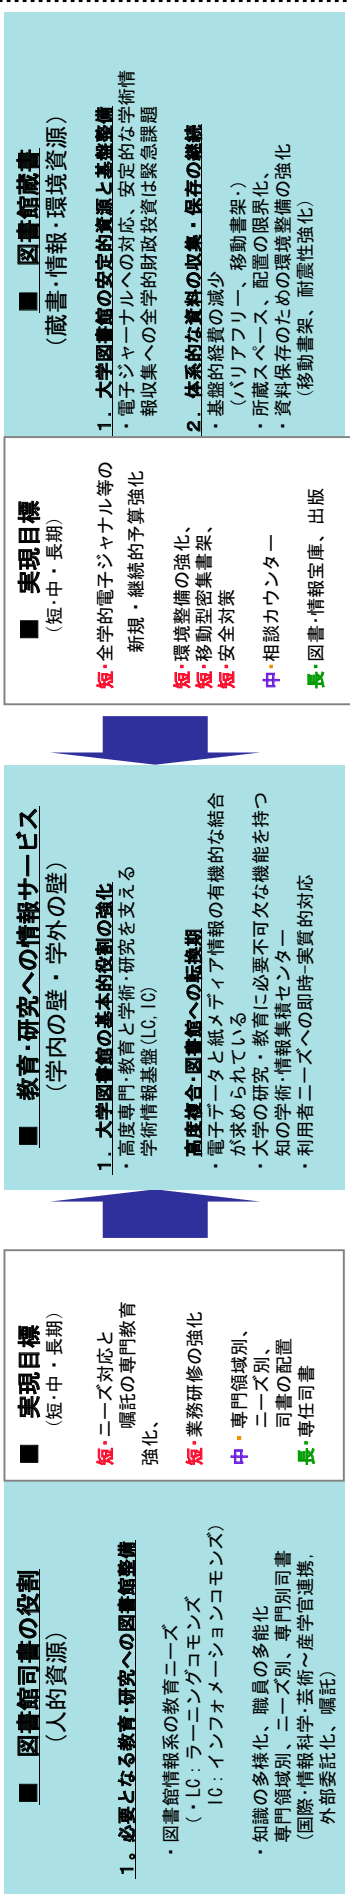 ■ 図書館司書の役割
（人的資源）
１。必要となる教育・研究への図書館整備
・図書館情報系の教育ニーズ
（・LC：ラーニングコモンズ
IC：インフォメーションコモンズ）
・知識の多様化、職員の多能化
専門領域別、ニーズ別、専門別司書
（国際・情報科学・芸術～産学官連携，
外部委託化、嘱託）
■ 実現目標
（短・中・長期）
短・ニーズ対応と
嘱託の専門教育
強化、
短・業務研修の強化
中・専門領域別、
ニーズ別、
司書の配置
長・専任司書
■ 教育・研究への情報サービス
（学内の壁・学外の壁）
１．大学図書館の基本的役割の強化
・高度専門・教育と学術・研究を支える
学術情報基盤(LC, IC)
高度複合・図書館への転換期
・電子データと紙メディア情報の有機的な結合
が求められている
・大学の研究・教育に必要不可欠な機能を持つ
知の学術・情報集積センター
・利用者ニーズへの即時−実質的対応
■ 実現目標
（短・中・長期）
短・全学的電子ジャナル等の
新規・継続的予算強化
短・環境整備の強化、
短・移動型密集書架、
短・安全対策
中・相談カウンター
長・図書・情報宝庫、出版
■ 図書館蔵書
（蔵書・情報・環境資源）
１．大学図書館の安定的資源と基盤整備
・電子ジャーナルへの対応、安定的な学術情
報収集への全学的財政投資は緊急課題
２．体系的な資料の収集・保存の継続
・基盤的経費の減少
（バリアフリー、移動書架・）
・所蔵スペース、配置の限界化、
・資料保存のための環境整備の強化
（移動書架、耐震性強化）